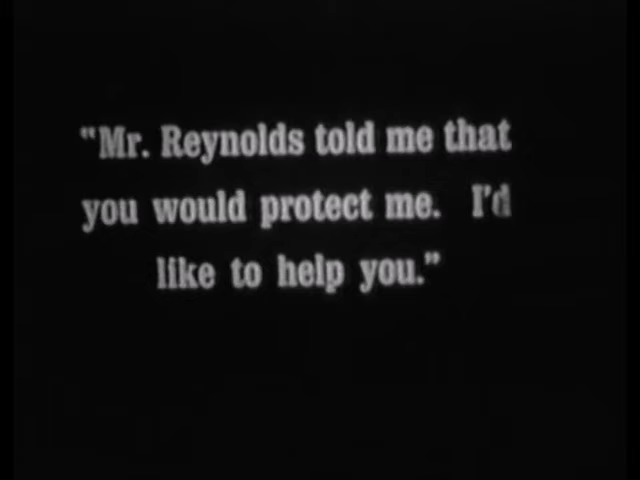 "Mr. Reynolds told me that
you would protect me. I'd
like to help you."